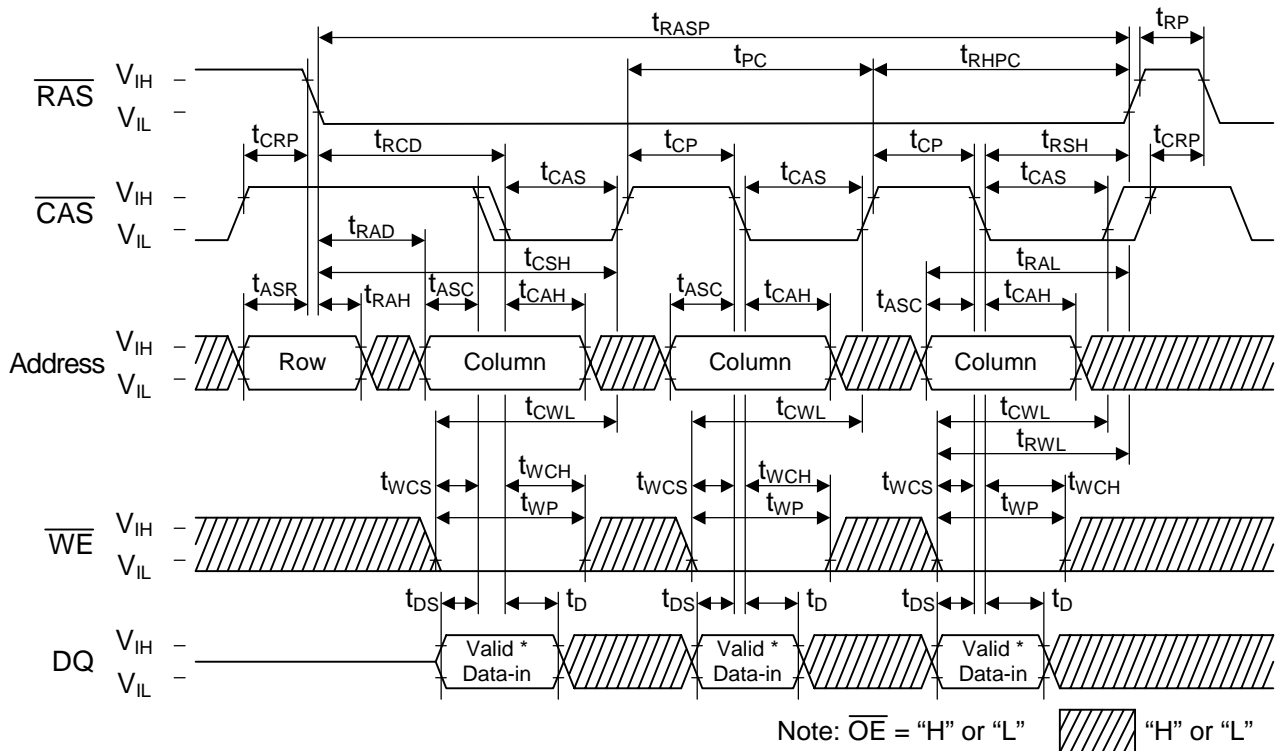 tRASP
tRP
tPC
tRHPC
RAS
VIH
VIL
tCRP
tRCD
tCP
tCP
tRSH
tCRP
tCAS
tCAS
tCAS
CAS
VIH
VIL
tRAD
tCSH
tRAL
tASR
tRAH
tASC
tCAH
tASC
tCAH
tASC
tCAH
Address
VIH
VIL
Row
Column
Column
Column
tCWL
tCWL
tCWL
tRWL
tWCS
tWCH
tWCS
tWCH
tWCS
tWCH
tWP
tWP
tWP
WE
VIH
VIL
tDS
tD
tDS
tD
tDS
tD
DQ
VIH
VIL
Valid *
Data-in
Valid *
Data-in
Valid *
Data-in
Note: OE = “H” or “L”
“H” or “L”